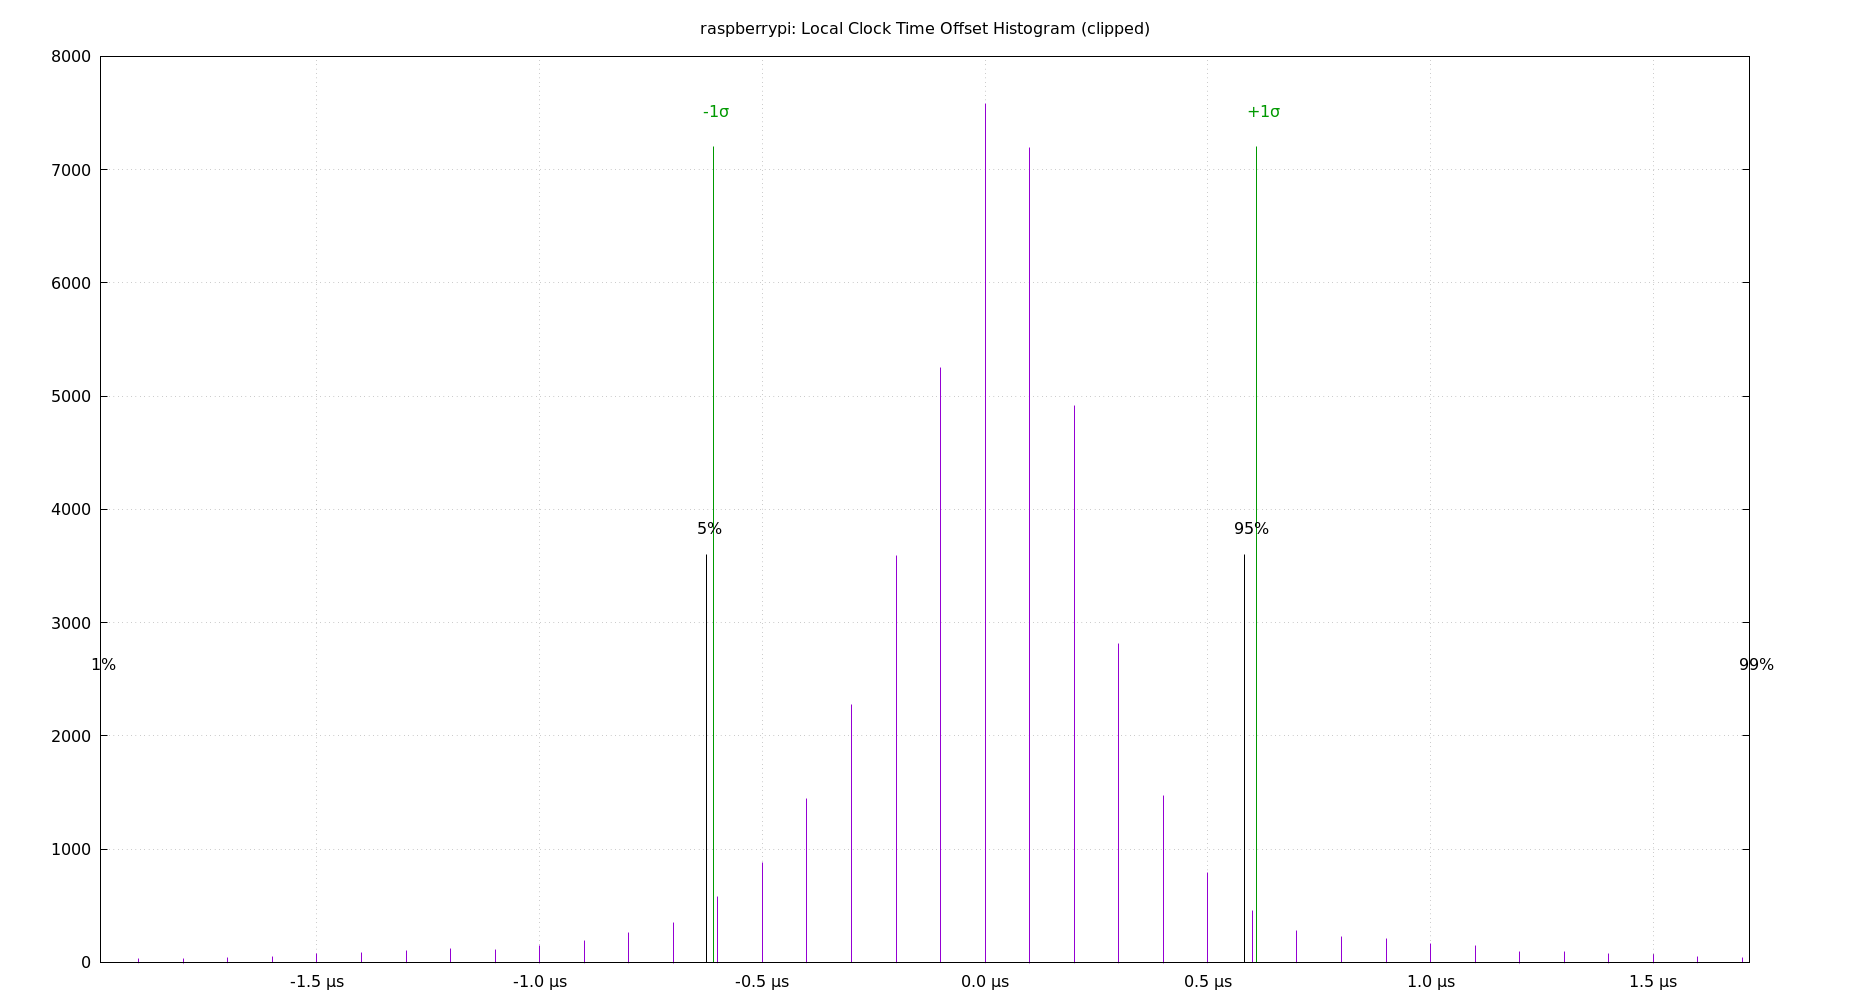 raspberrypi: Local Clock Time Offset Histogram (clipped)
8000
-1σ
+1σ
7000
6000
5000
4000
5%
95%
3000
1%
99%
2000
1000
0
-1.5 µs
-1.0 µs
-0.5 µs
0.0 µs
0.5 µs
1.0 µs
1.5 µs